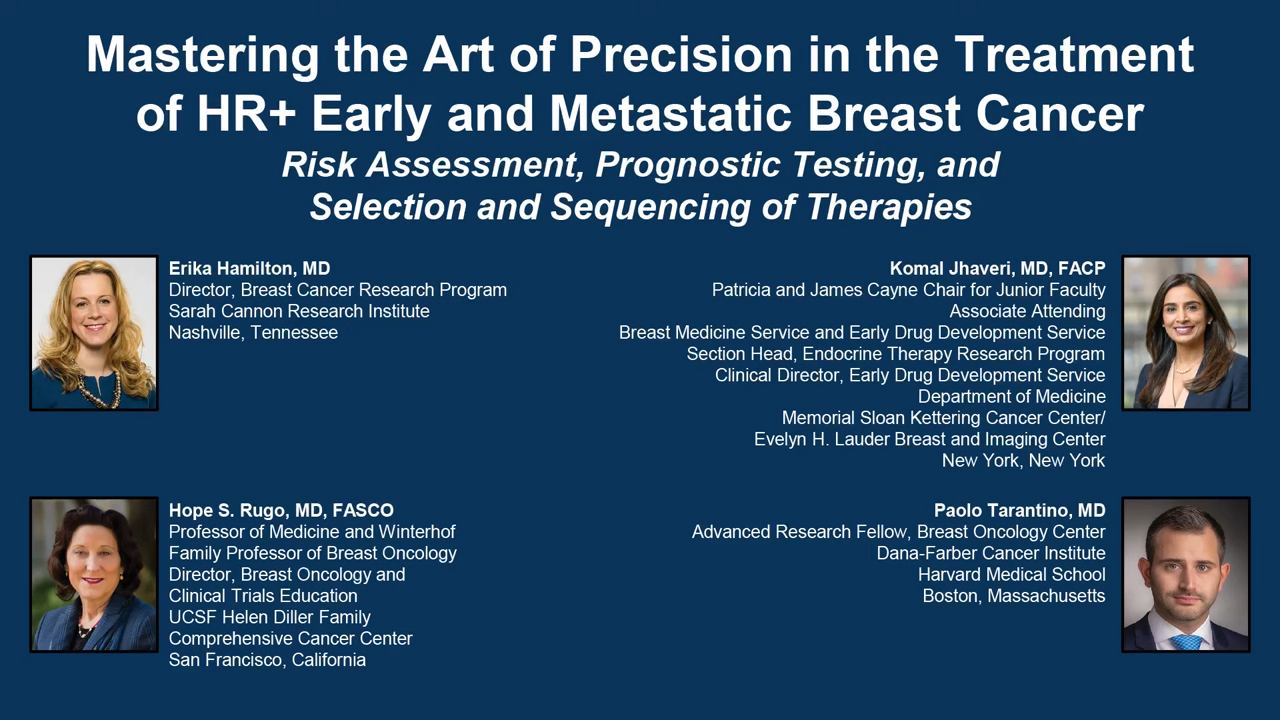 Mastering the Art of Precision in the Treatment
of HR+ Early and Metastatic Breast Cancer
Risk Assessment, Prognostic Testing, and
Selection and Sequencing of Therapies
Erika Hamilton, MD
Director, Breast Cancer Research Program
Sarah Cannon Research Institute
Nashville, Tennessee
Komal Jhaveri, MD, FACP
Patricia and James Cayne Chair for Junior Faculty
Associate Attending
Breast Medicine Service and Early Drug Development Service
Section Head, Endocrine Therapy Research Program
Clinical Director, Early Drug Development Service
Department of Medicine
Memorial Sloan Kettering Cancer Center/
Evelyn H. Lauder Breast and Imaging Center
New York, New York
Hope S. Rugo, MD, FASCO
Professor of Medicine and Winterhof
Family Professor of Breast Oncology
Director, Breast Oncology and
Clinical Trials Education
UCSF Helen Diller Family
Comprehensive Cancer Center
San Francisco, California
Paolo Tarantino, MD
Advanced Research Fellow, Breast Oncology Center
Dana-Farber Cancer Institute
Harvard Medical School
Boston, Massachusetts